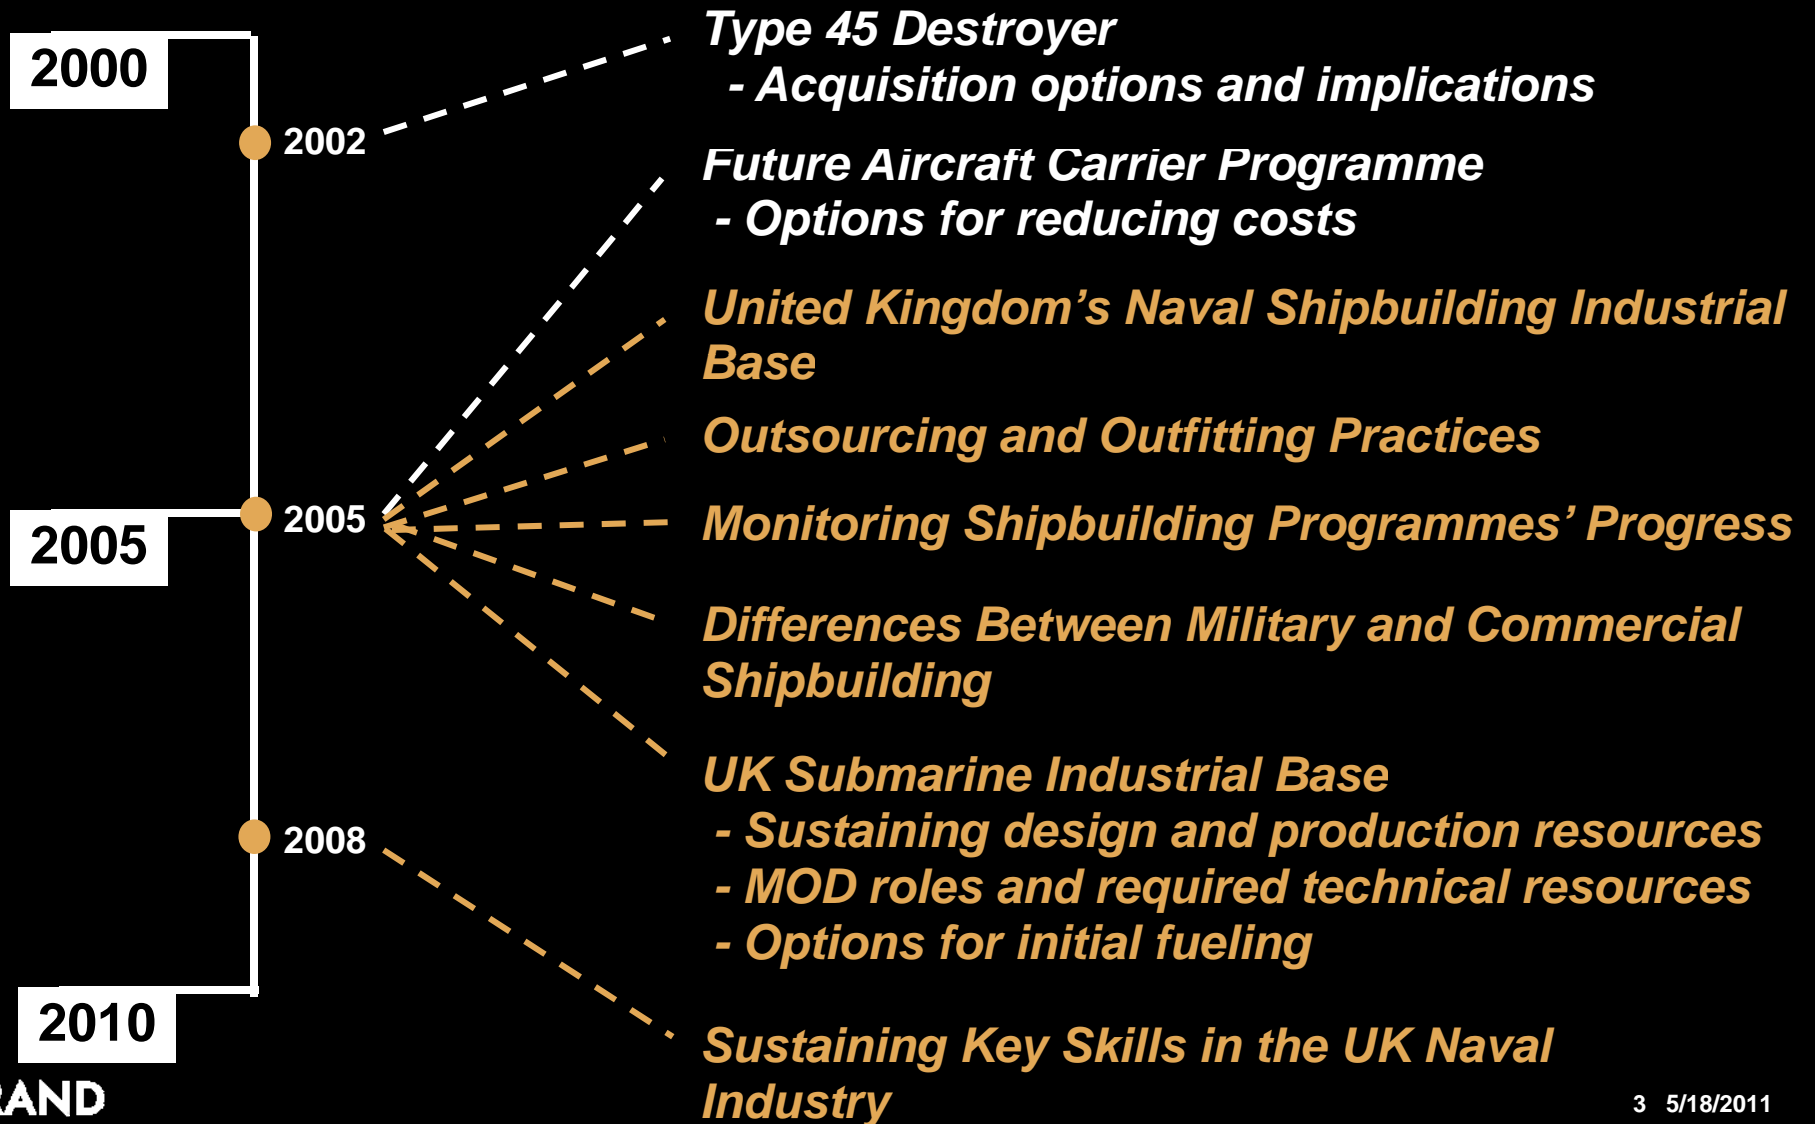 2000
2002
2005
2005
2008
2010
Type 45 Destroyer
- Acquisition options and implications
Future Aircraft Carrier Programme
- Options for reducing costs
United Kingdom’s Naval Shipbuilding Industrial
Base
Outsourcing and Outfitting Practices
Monitoring Shipbuilding Programmes’ Progress
Differences Between Military and Commercial
Shipbuilding
UK Submarine Industrial Base
- Sustaining design and production resources
- MOD roles and required technical resources
- Options for initial fueling
Sustaining Key Skills in the UK Naval
Industry
RAND
3 5/18/2011